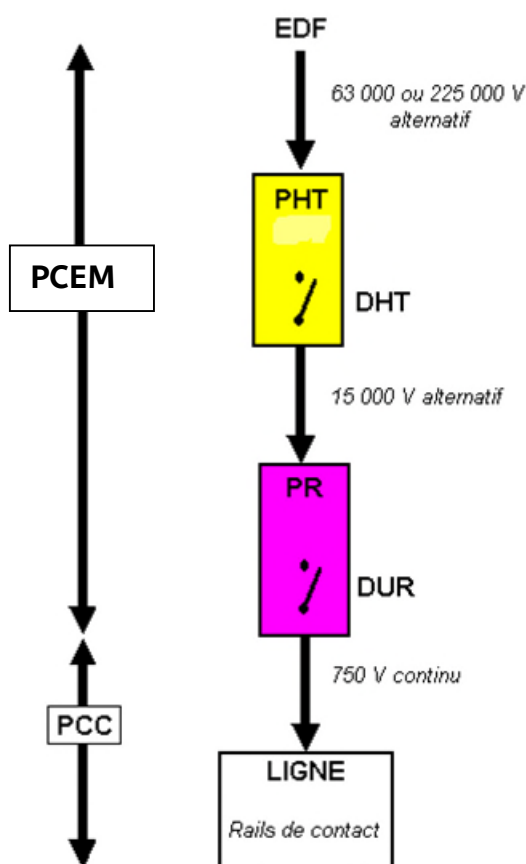 EDF
63 000 ou 225 000 V
alternatif
PHT
PCEM
DHT
15 000 V alternatif
PR
DUR
750 V continu
PCC
LIGNE
Rails de contact